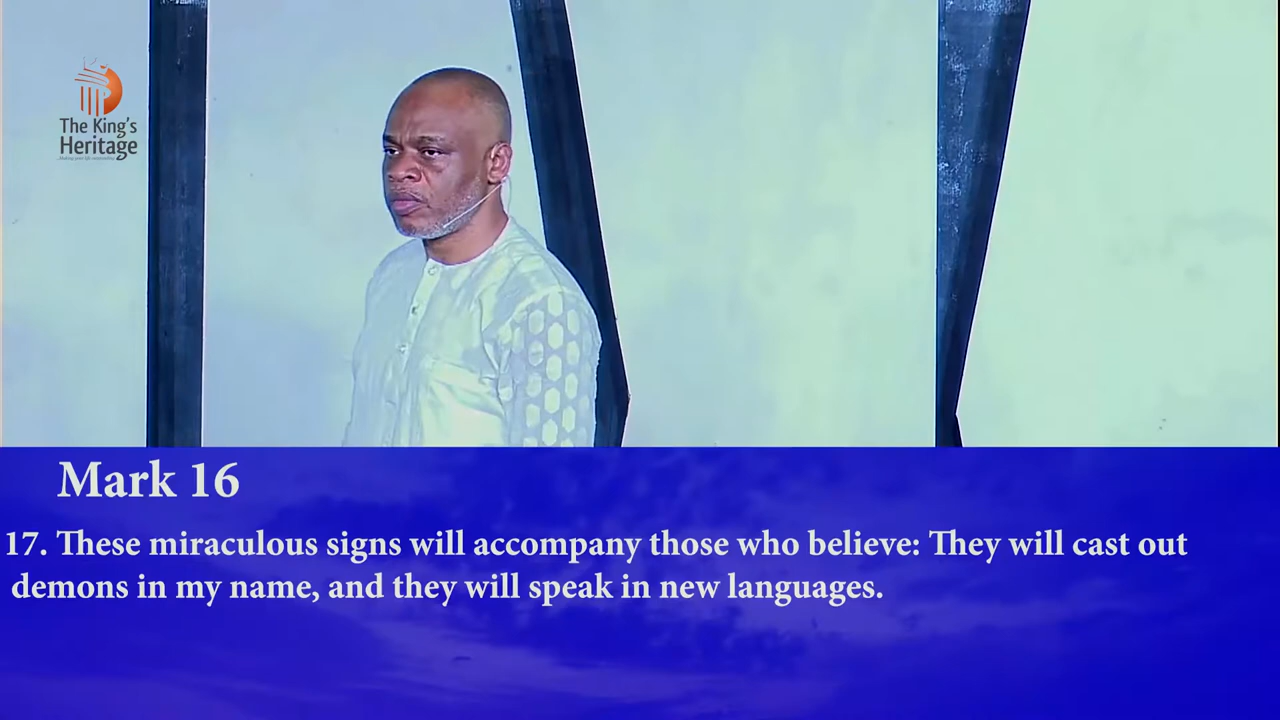 The King's
Heritage
Mark 16
17. These miraculous signs will accompany those who believe: They will cast out
demons in my name, and they will speak in new languages.